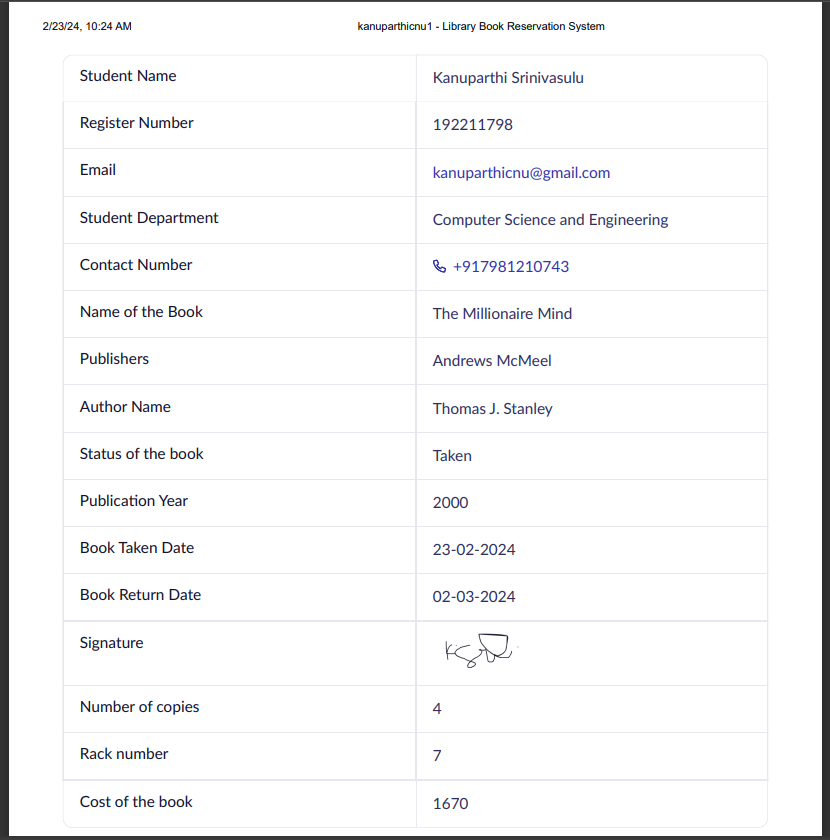 2/23/24, 10:24 AM kanuparthicnu1 - Library Book Reservation System
Student Name Kanuparthi Srinivasulu
Register Number 192211798
Email kanuparthicnu@gmail.com
Student Department Computer Science and Engineering
Contact Number +917981210743
Name of the Book The Millionaire Mind
Publishers Andrews McMeel
Author Name Thomas J. Stanley
Status of the book Taken
Publication Year 2000
Book Taken Date 23-02-2024
Book Return Date 02-03-2024
Signature
Number of copies 4
Rack number 7
Cost of the book 1670